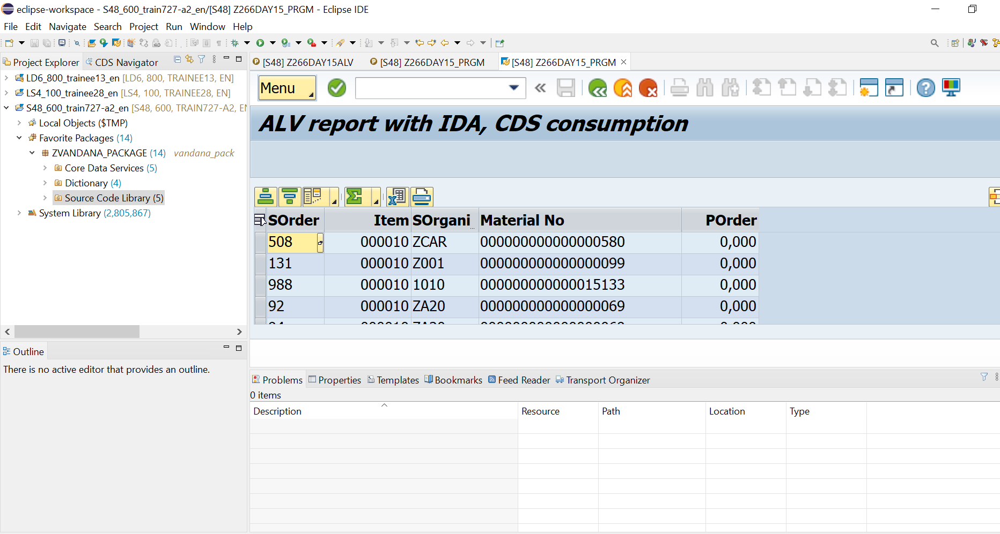 eclipse-workspace - S48_600_train727-a2_en/[S48] Z266DAY15_PRGM - Eclipse IDE
File Edit Navigate Search Project Run Window Help
Project Explorer CDS Navigator
[S48] Z266DAY15ALV [S48] Z266DAY15_PRGM [S48] Z266DAY15_PRGM
LD6_800_trainee13_en [LD6, 800, TRAINEE13, EN]
LS4_100_trainee28_en [LS4, 100, TRAINEE28, EN]
S48_600_train727-a2_en [S48, 600, TRAIN727-A2, EN
Local Objects ($TMP)
Favorite Packages (14)
ZVANDANA_PACKAGE (14) vandana_pack
Core Data Services (5)
Dictionary (4)
Source Code Library (5)
System Library (2,805,867)
Menu
ALV report with IDA, CDS consumption
SOrder Item SOrgani... Material No POrder
508 000010 ZCAR 000000000000000580 0,000
131 000010 Z001 000000000000000099 0,000
988 000010 1010 000000000000015133 0,000
92 000010 ZA20 000000000000000069 0,000
Outline
There is no active editor that provides an outline.
Problems Properties Templates Bookmarks Feed Reader Transport Organizer
0 items
Description Resource Path Location Type